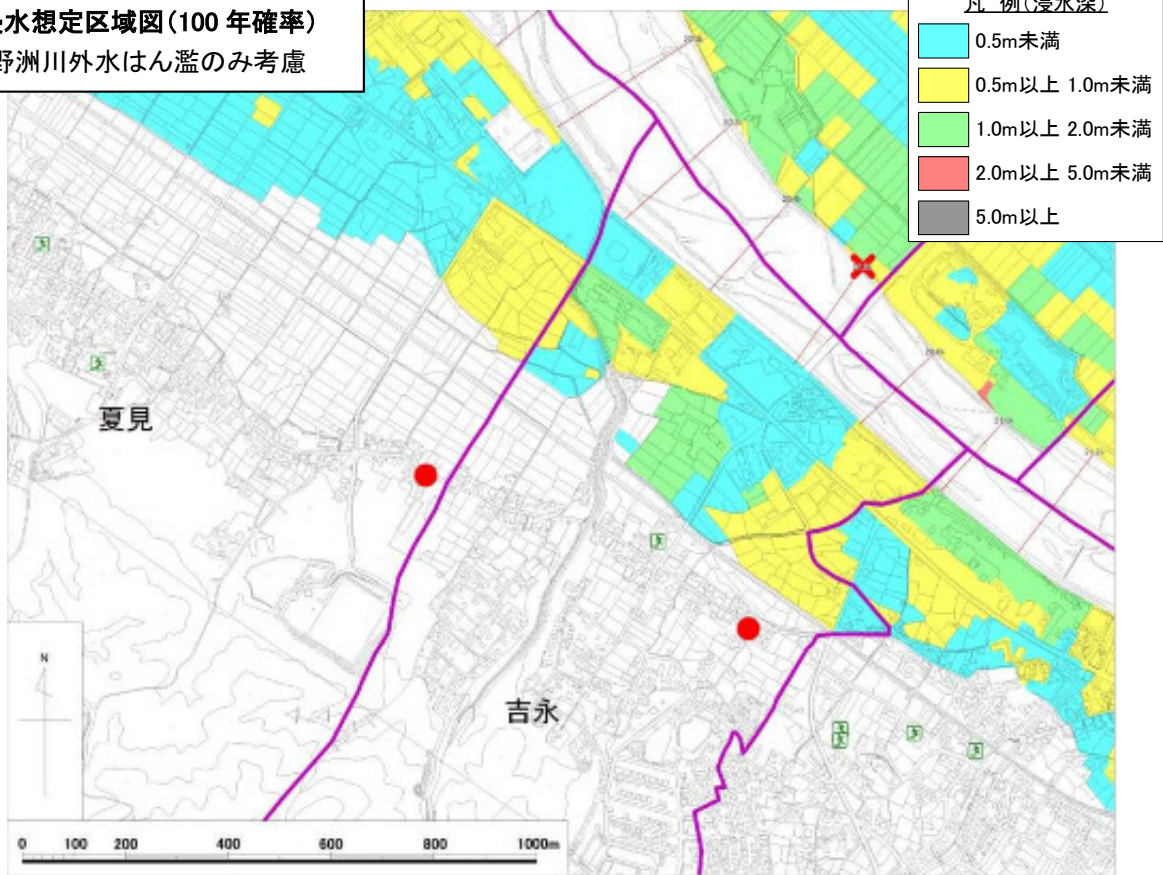 水想定区域図(100 年確率)
野洲川外水はん濫のみ考慮
凡 例(浸水深)
0.5m未満
0.5m以上 1.0m未満
1.0m以上 2.0m未満
2.0m以上 5.0m未満
5.0m以上
夏見
吉永
N
0 100 200 400 600 800 1000m